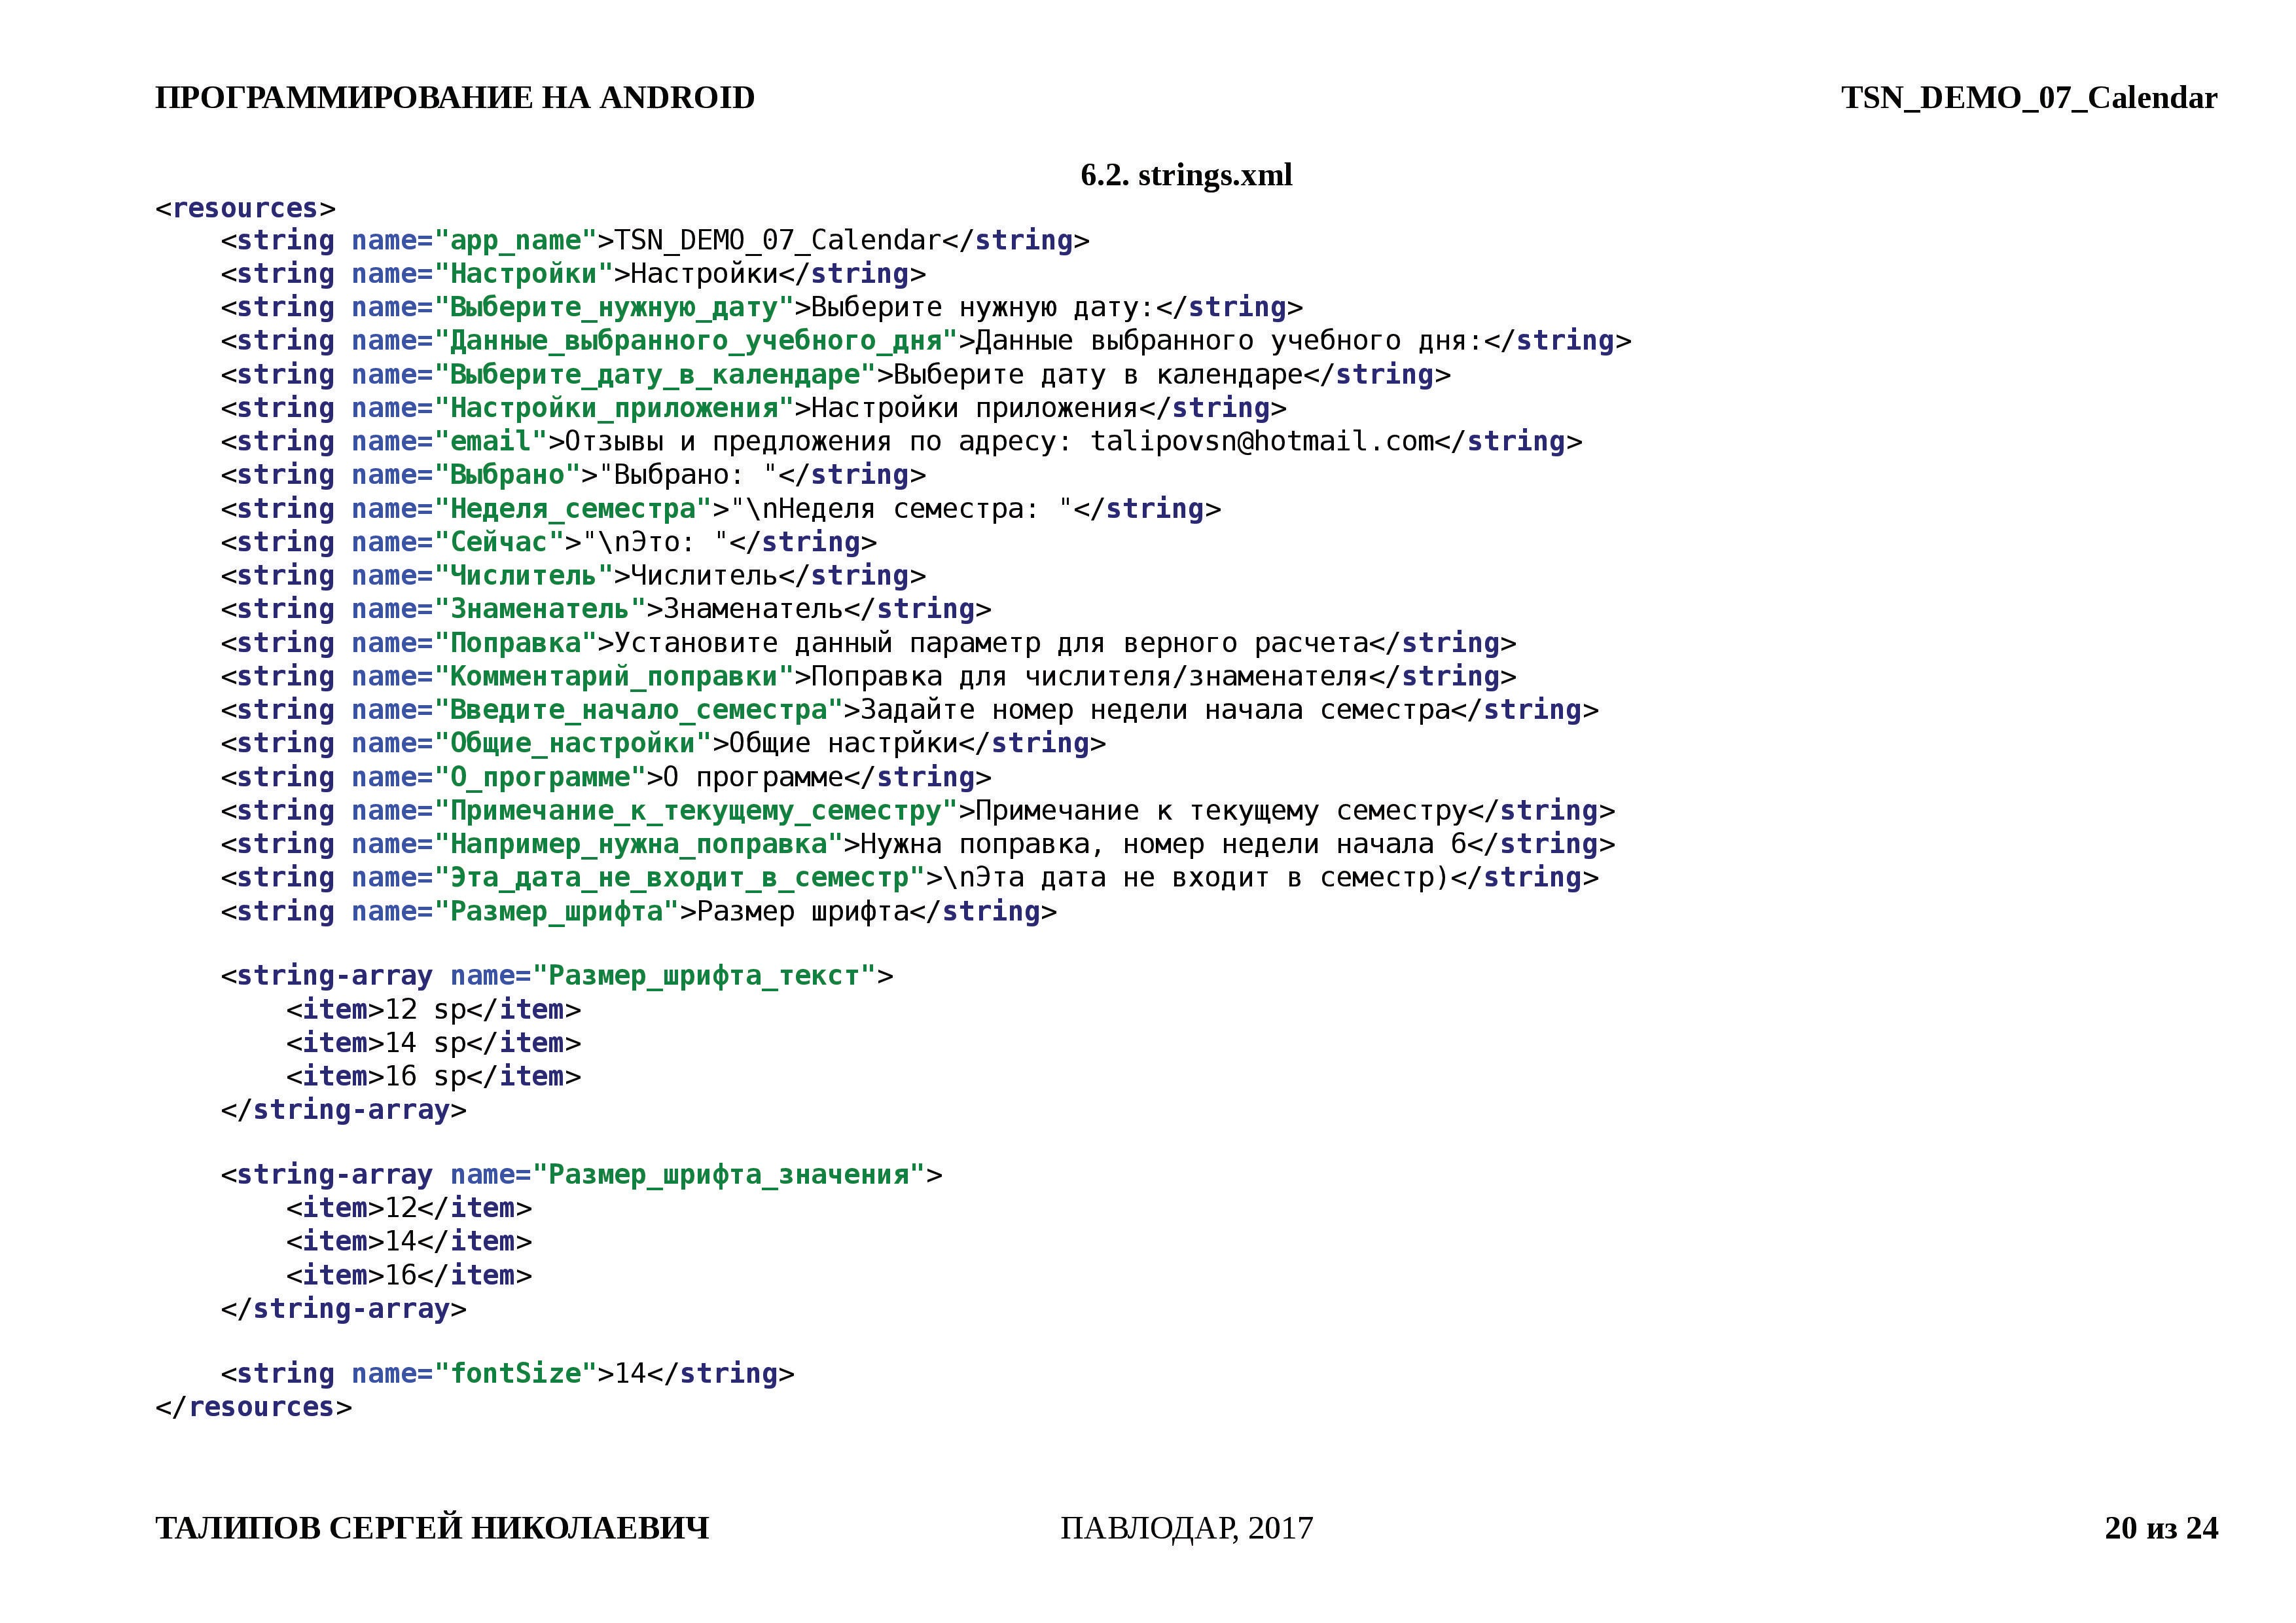 ПРОГРАММИРОВАНИЕ НА ANDROID TSN_DEMO_07_Calendar
6.2. strings.xml
<resources>
    <string name="app_name">TSN_DEMO_07_Calendar</string>
    <string name="Настройки">Настройки</string>
    <string name="Выберите_нужную_дату">Выберите нужную дату:</string>
    <string name="Данные_выбранного_учебного_дня">Данные выбранного учебного дня:</string>
    <string name="Выберите_дату_в_календаре">Выберите дату в календаре</string>
    <string name="Настройки_приложения">Настройки приложения</string>
    <string name="email">Отзывы и предложения по адресу: talipovsn@hotmail.com</string>
    <string name="Выбрано">"Выбрано: "</string>
    <string name="Неделя_семестра">"\nНеделя семестра: "</string>
    <string name="Сейчас">"\nЭто: "</string>
    <string name="Числитель">Числитель</string>
    <string name="Знаменатель">Знаменатель</string>
    <string name="Поправка">Установите данный параметр для верного расчета</string>
    <string name="Комментарий_поправки">Поправка для числителя/знаменателя</string>
    <string name="Введите_начало_семестра">Задайте номер недели начала семестра</string>
    <string name="Общие_настройки">Общие настрйки</string>
    <string name="О_программе">О программе</string>
    <string name="Примечание_к_текущему_семестру">Примечание к текущему семестру</string>
    <string name="Например_нужна_поправка">Нужна поправка, номер недели начала 6</string>
    <string name="Эта_дата_не_входит_в_семестр">\nЭта дата не входит в семестр)</string>
    <string name="Размер_шрифта">Размер шрифта</string>
    <string-array name="Размер_шрифта_текст">
        <item>12 sp</item>
        <item>14 sp</item>
        <item>16 sp</item>
    </string-array>
    <string-array name="Размер_шрифта_значения">
        <item>12</item>
        <item>14</item>
        <item>16</item>
    </string-array>
    <string name="fontSize">14</string>
</resources>
ТАЛИПОВ СЕРГЕЙ НИКОЛАЕВИЧ ПАВЛОДАР, 2017 20 из 24